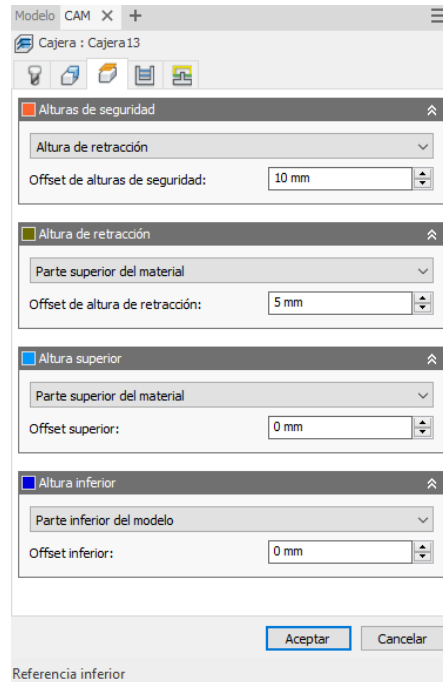 Modelo CAM
Cajera : Cajera13
Alturas de seguridad
Altura de retracción
Offset de alturas de seguridad: 10 mm
Altura de retracción
Parte superior del material
Offset de altura de retracción: 5 mm
Altura superior
Parte superior del material
Offset superior: 0 mm
Altura inferior
Parte inferior del modelo
Offset inferior: 0 mm
Aceptar Cancelar
Referencia inferior